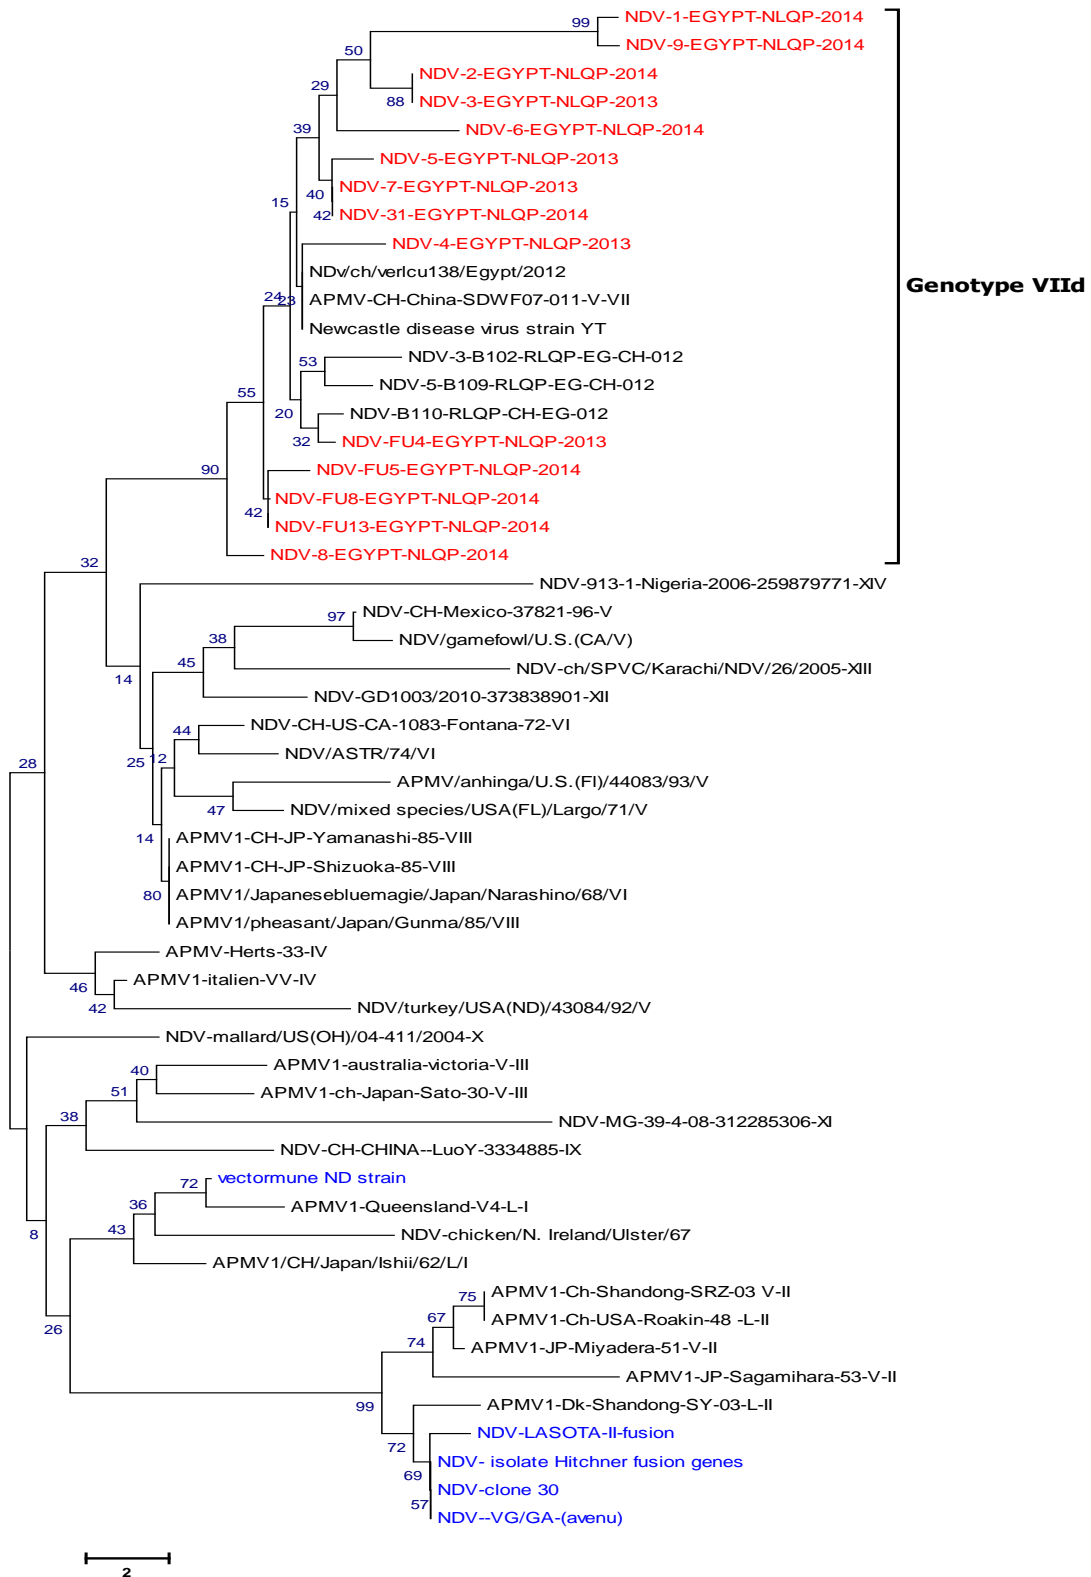 99
NDV-1-EGYPT-NLQP-2014
NDV-9-EGYPT-NLQP-2014
50
NDV-2-EGYPT-NLQP-2014
29
88
NDV-3-EGYPT-NLQP-2013
39
NDV-6-EGYPT-NLQP-2014
NDV-5-EGYPT-NLQP-2013
40
NDV-7-EGYPT-NLQP-2013
15
42
NDV-31-EGYPT-NLQP-2014
NDV-4-EGYPT-NLQP-2013
NDv/ch/verlcu138/Egypt/2012
Genotype VIId
24
23
APMV-CH-China-SDWF07-011-V-VII
Newcastle disease virus strain YT
53
NDV-3-B102-RLQP-EG-CH-012
NDV-5-B109-RLQP-EG-CH-012
55
20
NDV-B110-RLQP-CH-EG-012
32
NDV-FU4-EGYPT-NLQP-2013
90
NDV-FU5-EGYPT-NLQP-2014
NDV-FU8-EGYPT-NLQP-2014
42
NDV-FU13-EGYPT-NLQP-2014
NDV-8-EGYPT-NLQP-2014
32
NDV-913-1-Nigeria-2006-259879771-XIV
97
NDV-CH-Mexico-37821-96-V
38
NDV/gamefowl/U.S.(CA/V)
45
NDV-ch/SPVC/Karachi/NDV/26/2005-XIII
14
NDV-GD1003/2010-373838901-XII
44
NDV-CH-US-CA-1083-Fontana-72-VI
28
25
12
NDV/ASTR/74/VI
APMV/anhinga/U.S.(Fl)/44083/93/V
47
NDV/mixed species/USA(FL)/Largo/71/V
14
APMV1-CH-JP-Yamanashi-85-VIII
APMV1-CH-JP-Shizuoka-85-VIII
80
APMV1/Japanesebluemagie/Japan/Narashino/68/VI
APMV1/pheasant/Japan/Gunma/85/VIII
APMV-Herts-33-IV
46
APMV1-italien-VV-IV
42
NDV/turkey/USA(ND)/43084/92/V
NDV-mallard/US(OH)/04-411/2004-X
40
APMV1-australia-victoria-V-III
51
APMV1-ch-Japan-Sato-30-V-III
38
NDV-MG-39-4-08-312285306-XI
NDV-CH-CHINA--LuoY-3334885-IX
72
vectormune ND strain
36
APMV1-Queensland-V4-L-I
8
43
NDV-chicken/N. Ireland/Ulster/67
APMV1/CH/Japan/Ishii/62/L/I
75
APMV1-Ch-Shandong-SRZ-03 V-II
26
67
APMV1-Ch-USA-Roakin-48 -L-II
74
APMV1-JP-Miyadera-51-V-II
APMV1-JP-Sagamihara-53-V-II
99
APMV1-Dk-Shandong-SY-03-L-II
72
NDV-LASOTA-II-fusion
69
NDV- isolate Hitchner fusion genes
NDV-clone 30
57
NDV--VG/GA-(avenu)
2